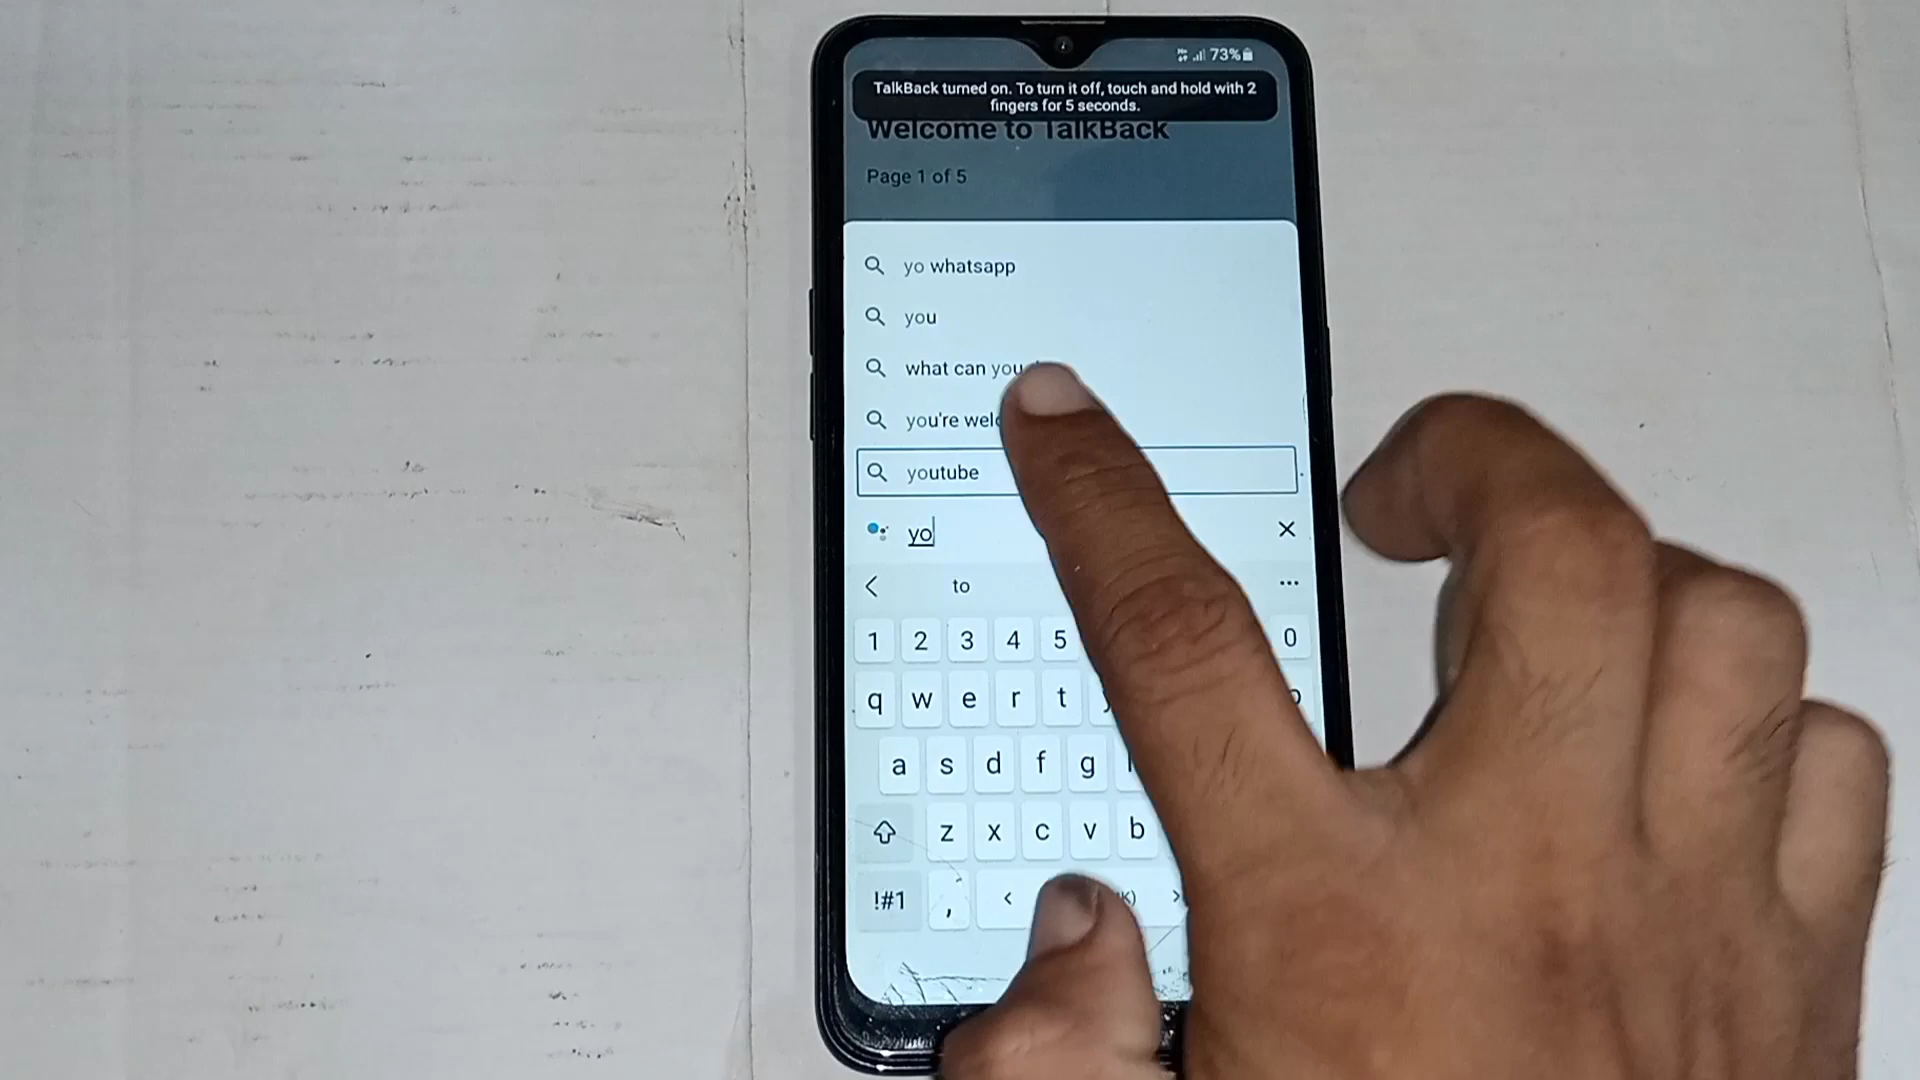 73%
TalkBack turned on. To turn it off, touch and hold with 2
fingers for 5 seconds.
Welcome to TalkBack
Page 1 of 5
yo whatsapp
you
what can you
you're
youtube
yo
to
1 2 3 4 5 0
q w e r t
a s d f g
z x c v b
!#1 , < >